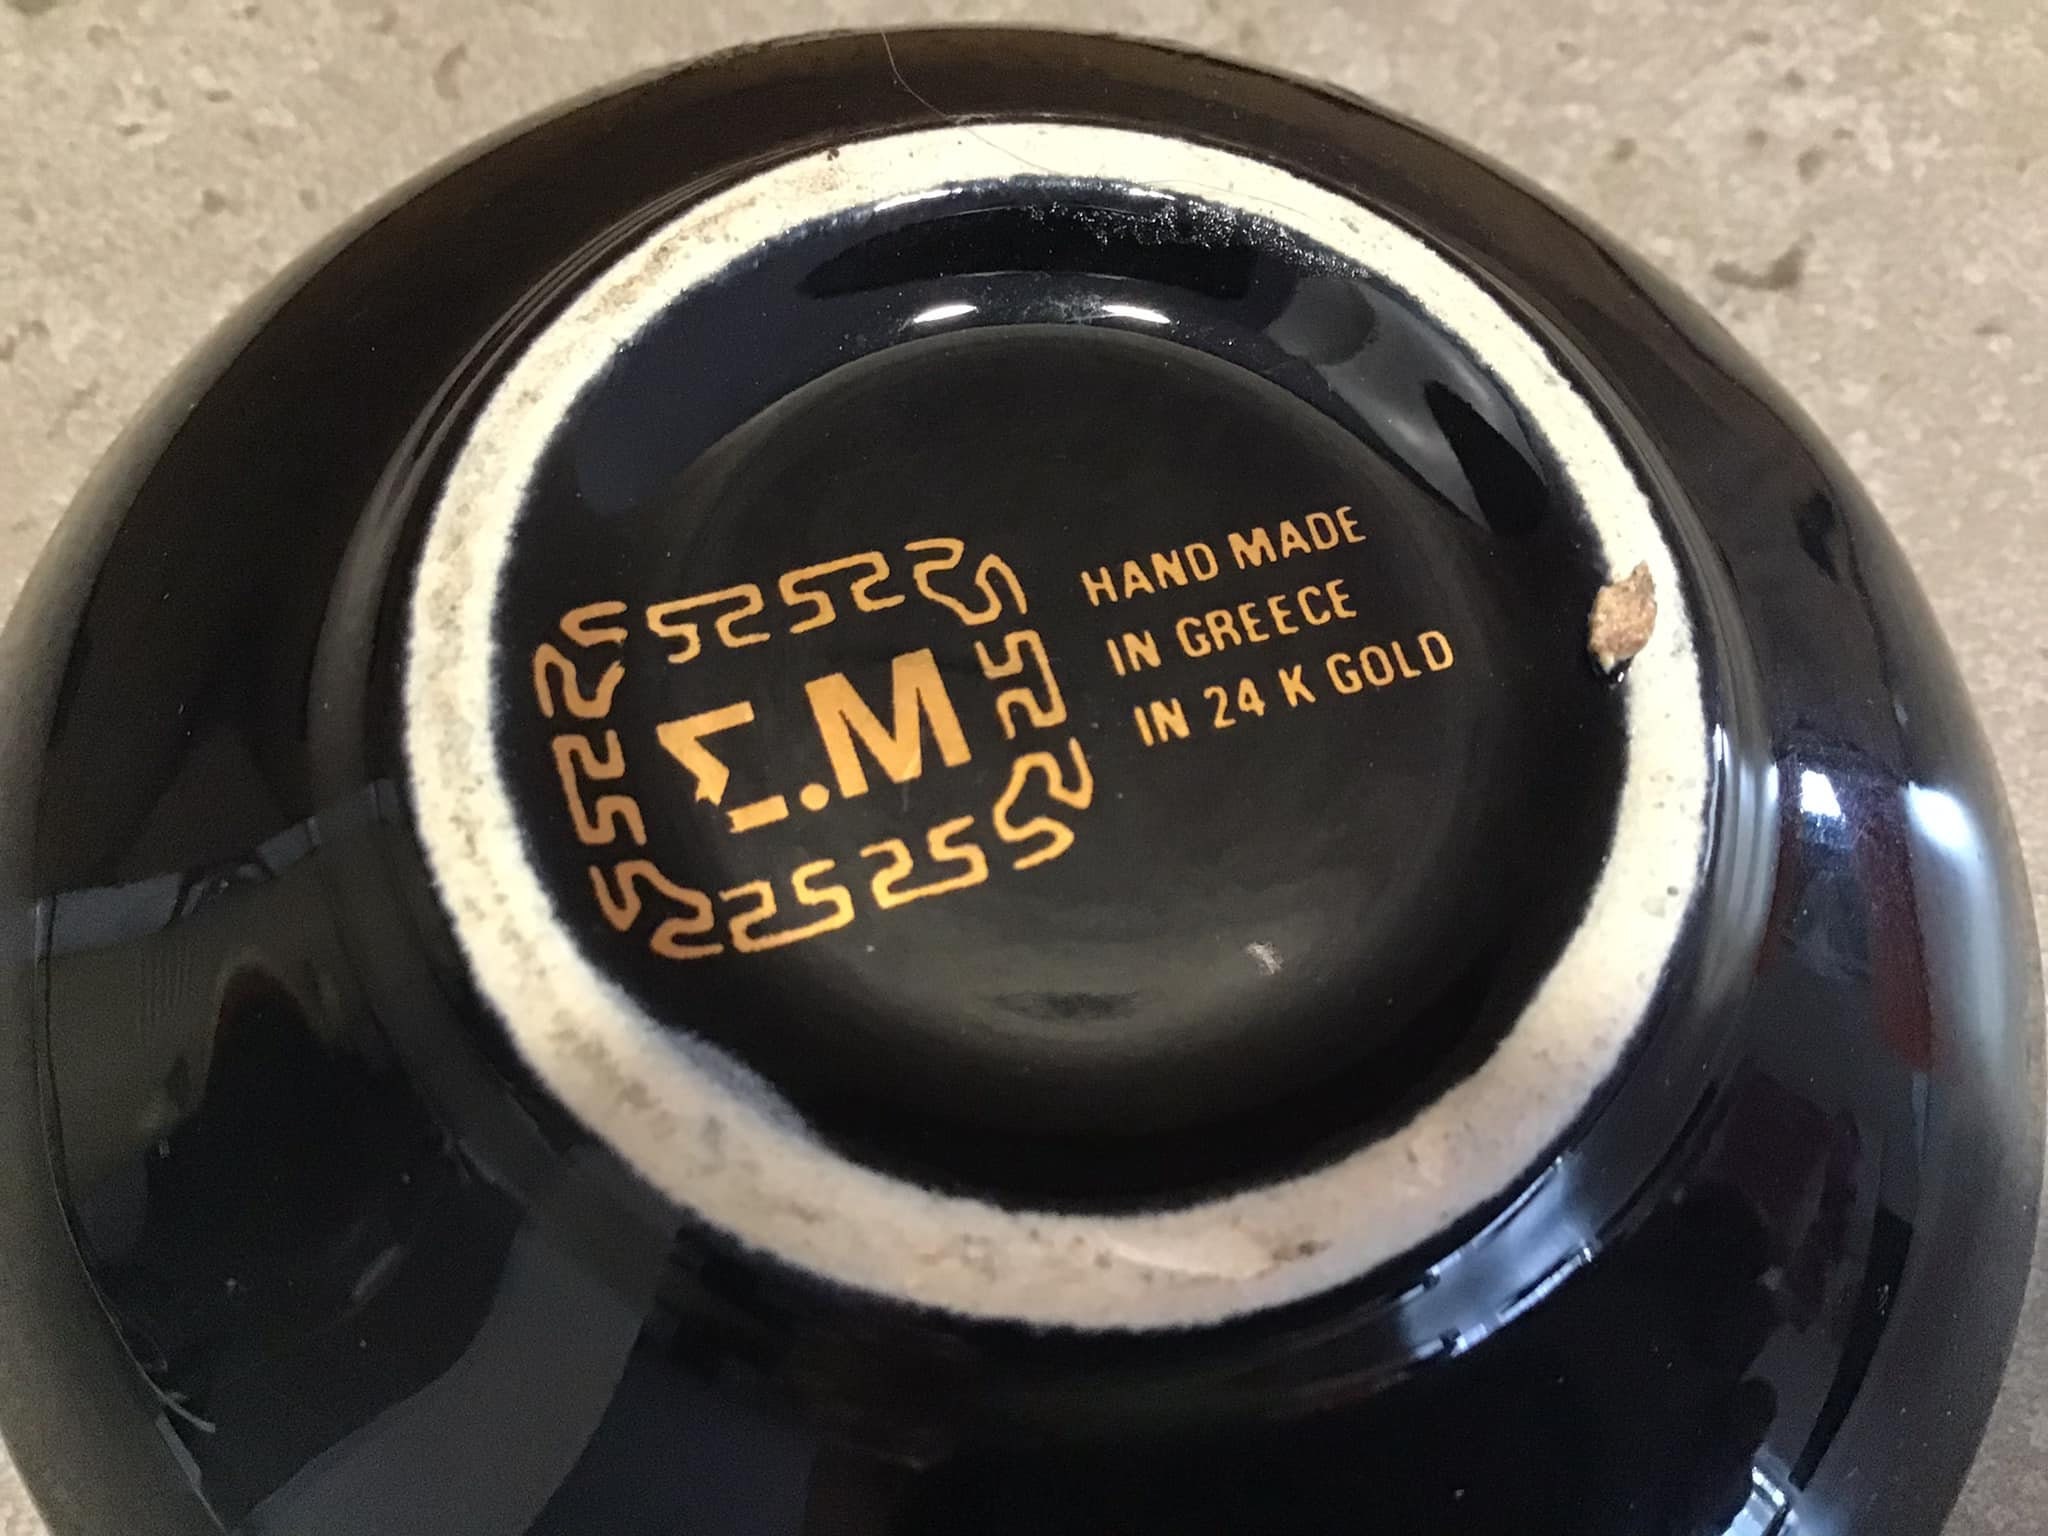 Σ.M
HAND MADE
IN GREECE
IN 24 K GOLD